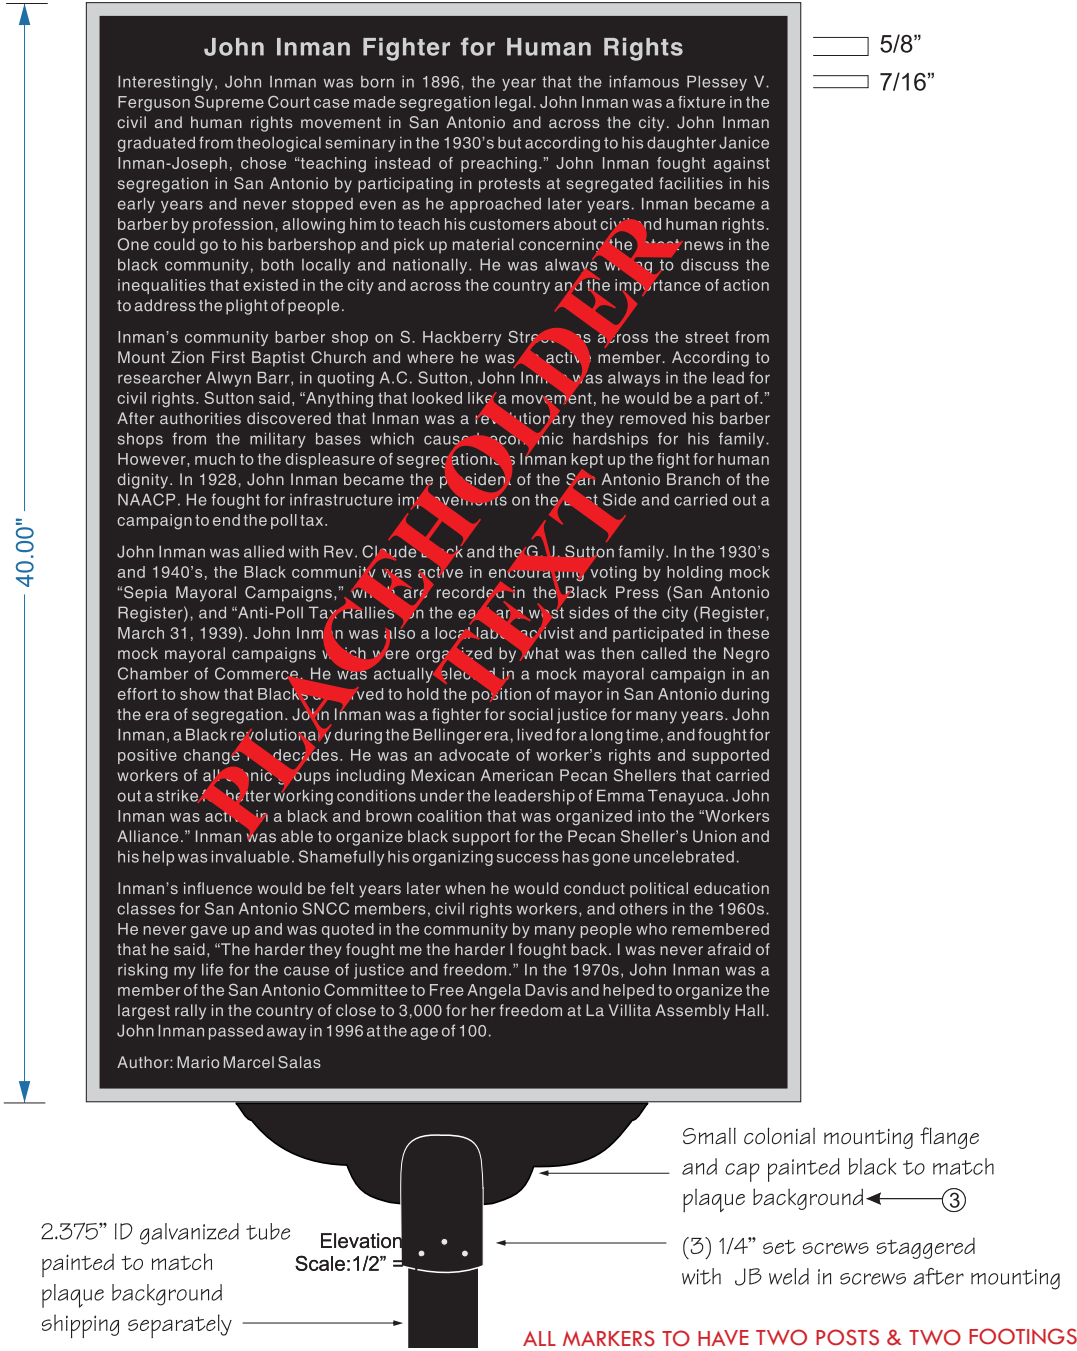 John Inman Fighter for Human Rights
Interestingly, John Inman was born in 1896, the year that the infamous Plessey V.
Ferguson Supreme Court case made segregation legal. John Inman was a fixture in the
civil and human rights movement in San Antonio and across the city. John Inman
graduated from theological seminary in the 1930’s but according to his daughter Janice
Inman-Joseph, chose “teaching instead of preaching.” John Inman fought against
segregation in San Antonio by participating in protests at segregated facilities in his
early years and never stopped even as he approached later years. Inman became a
barber by profession, allowing him to teach his customers about civil and human rights.
One could go to his barbershop and pick up material concerning the latest news in the
black community, both locally and nationally. He was always willing to discuss the
inequalities that existed in the city and across the country and the importance of action
to address the plight of people.
Inman’s community barber shop on S. Hackberry Street was across the street from
Mount Zion First Baptist Church and where he was an active member. According to
researcher Alwyn Barr, in quoting A.C. Sutton, John Inman was always in the lead for
civil rights. Sutton said, “Anything that looked like a movement, he would be a part of.”
After authorities discovered that Inman was a revolutionary they removed his barber
shops from the military bases which caused economic hardships for his family.
However, much to the displeasure of segregationists Inman kept up the fight for human
dignity. In 1928, John Inman became the president of the San Antonio Branch of the
NAACP. He fought for infrastructure improvements on the East Side and carried out a
campaign to end the poll tax.
John Inman was allied with Rev. Claude Black and the G. J. Sutton family. In the 1930’s
and 1940’s, the Black community was active in encouraging voting by holding mock
“Sepia Mayoral Campaigns,” which are recorded in the Black Press (San Antonio
Register), and “Anti-Poll Tax Rallies” on the east and west sides of the city (Register,
March 31, 1939). John Inman was also a local labor activist and participated in these
mock mayoral campaigns which were organized by what was then called the Negro
Chamber of Commerce. He was actually elected in a mock mayoral campaign in an
effort to show that Blacks deserved to hold the position of mayor in San Antonio during
the era of segregation. John Inman was a fighter for social justice for many years. John
Inman, a Black revolutionary during the Bellinger era, lived for a long time, and fought for
positive change for decades. He was an advocate of worker’s rights and supported
workers of all ethnic groups including Mexican American Pecan Shellers that carried
out a strike for better working conditions under the leadership of Emma Tenayuca. John
Inman was active in a black and brown coalition that was organized into the “Workers
Alliance.” Inman was able to organize black support for the Pecan Sheller’s Union and
his help was invaluable. Shamefully his organizing success has gone uncelebrated.
Inman’s influence would be felt years later when he would conduct political education
classes for San Antonio SNCC members, civil rights workers, and others in the 1960s.
He never gave up and was quoted in the community by many people who remembered
that he said, “The harder they fought me the harder I fought back. I was never afraid of
risking my life for the cause of justice and freedom.” In the 1970s, John Inman was a
member of the San Antonio Committee to Free Angela Davis and helped to organize the
largest rally in the country of close to 3,000 for her freedom at La Villita Assembly Hall.
John Inman passed away in 1996 at the age of 100.
Author: Mario Marcel Salas
PLACEHOLDER
TEXT
5/8”
7/16”
40.00"
Small colonial mounting flange
and cap painted black to match
plaque background
3
2.375” ID galvanized tube
painted to match
plaque background
shipping separately
Elevation
Scale:1/2” =
(3) 1/4” set screws staggered
with JB weld in screws after mounting
ALL MARKERS TO HAVE TWO POSTS & TWO FOOTINGS